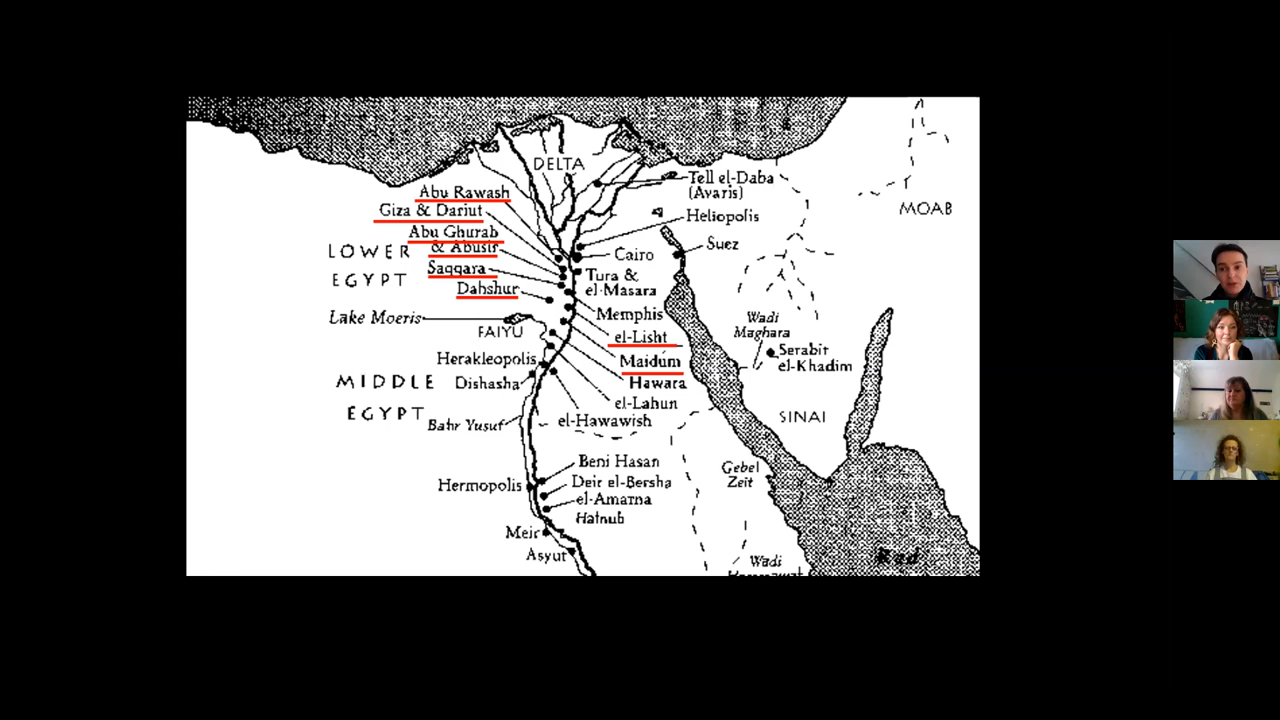 DELTA
Tell el-Daba
(Avaris)
MOAB
Abu Rawash
Giza & Dariut
Heliopolis
Abu Ghurab
& Abusir
Suez
LOWER
EGYPT
Cairo
Saqqara
Tura &
el-Masara
Dahshur
Memphis
Lake Moeris
FAIYU
Wadi
Maghara
el-Lisht
Serabit
el-Khadim
Herakleopolis
Maidum
MIDDLE
EGYPT
Dishasha
Hawara
el-Lahun
SINAI
Bahr Yusuf
el-Hawawish
Beni Hasan
Gebel
Zeit
Hermopolis
Deir el-Bersha
el-Amarna
Hatnub
Meir
Asyut
Wadi
Red